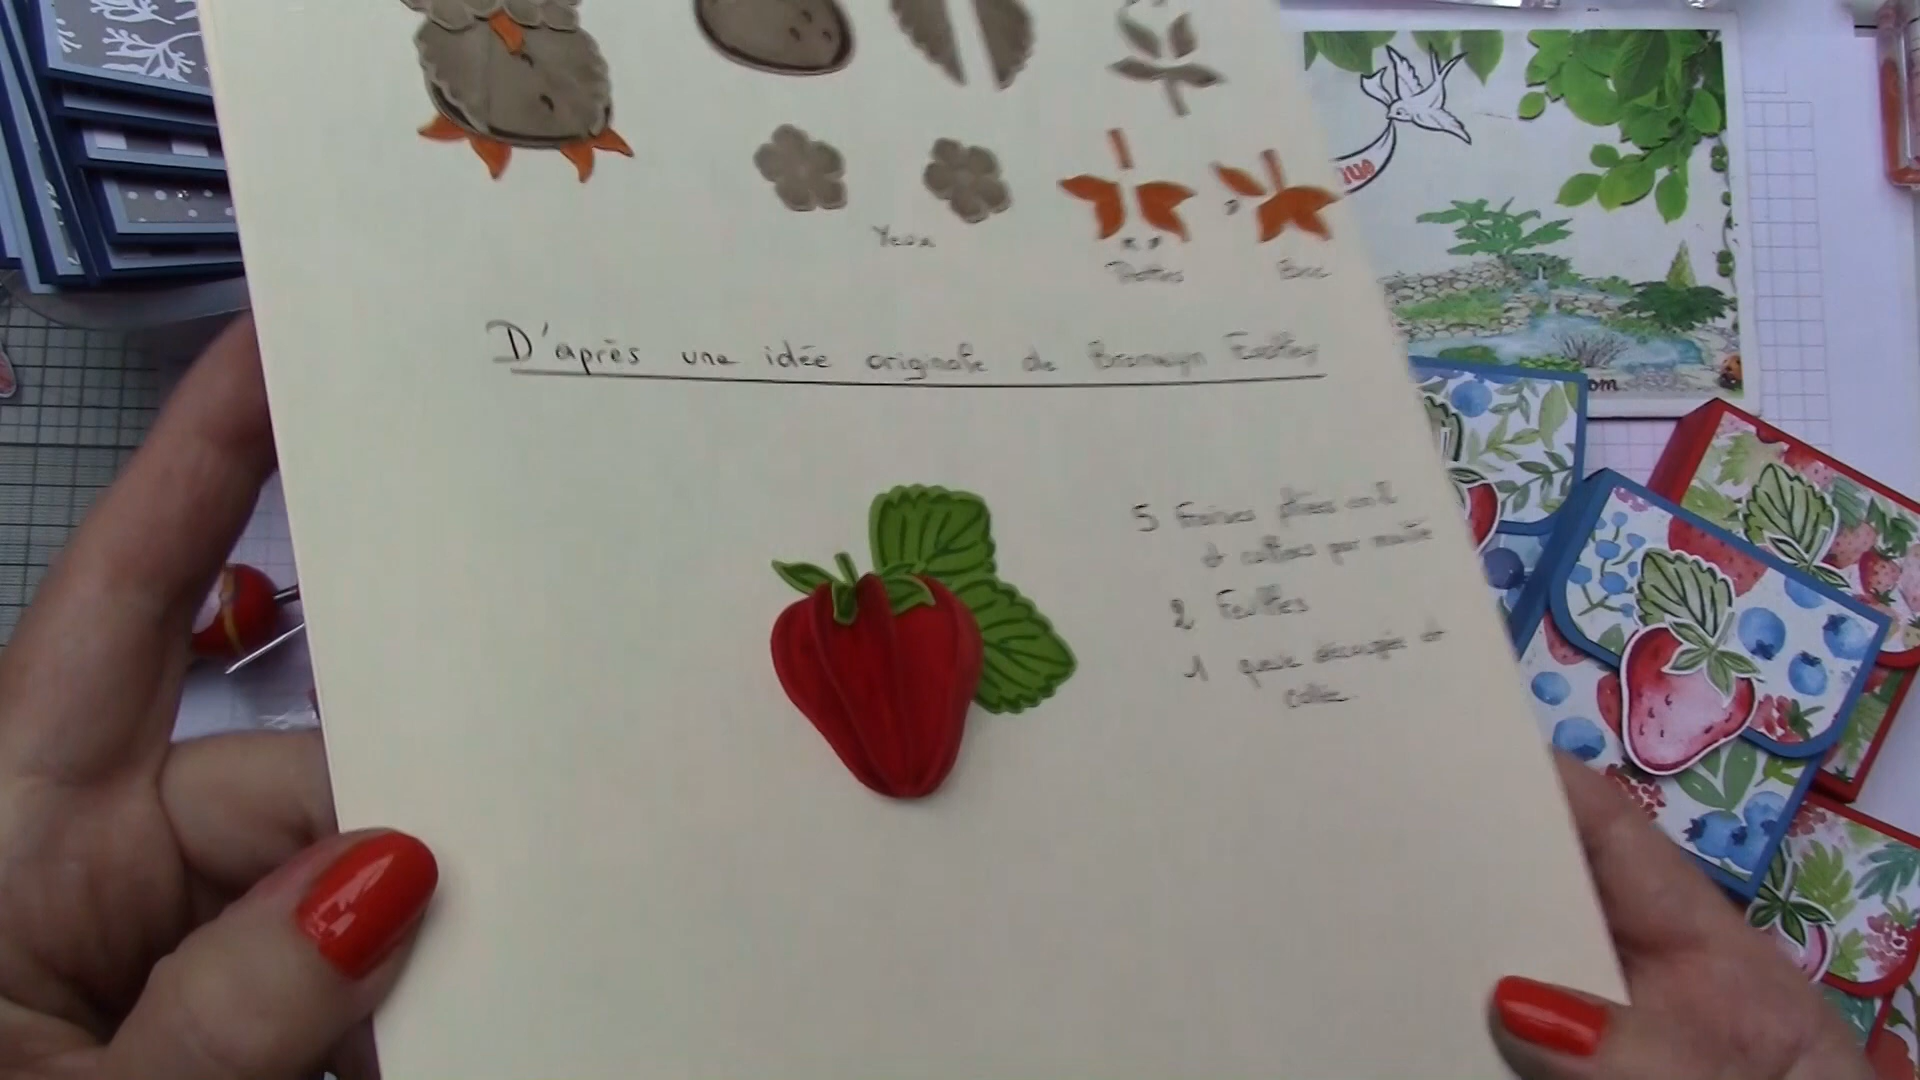 Yeux
Pattes
Bec
D'après une idée originale de Bronwyn
5 Fraises pliées en 2
et collées par moitié
2 Feuilles
1 queue découpée et
collée.
om